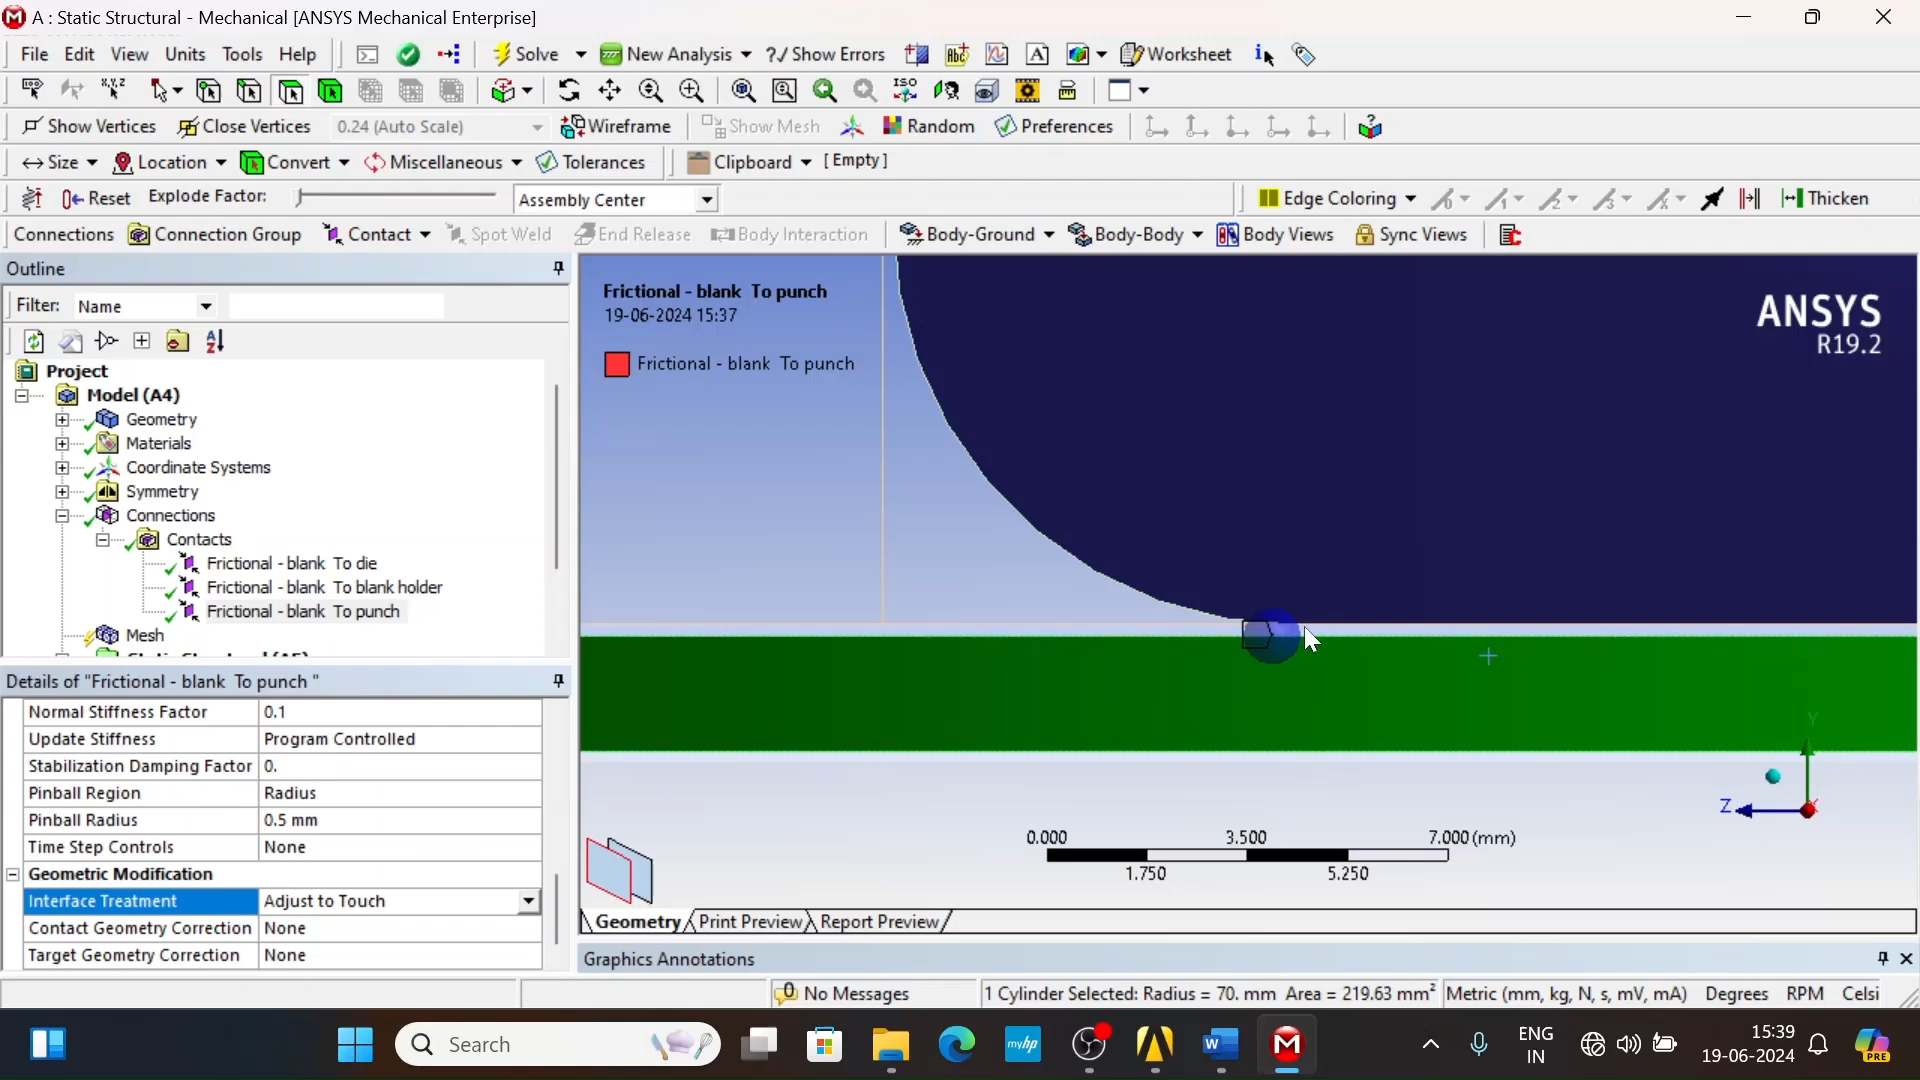 A : Static Structural - Mechanical [ANSYS Mechanical Enterprise]
File Edit View Units Tools Help Solve New Analysis ?/ Show Errors Worksheet
Show Vertices Close Vertices 0.24 (Auto Scale) Wireframe Show Mesh Random Preferences
Size Location Convert Miscellaneous Tolerances Clipboard [ Empty ]
Reset Explode Factor: Assembly Center Edge Coloring Thicken
Connections Connection Group Contact Spot Weld End Release Body Interaction Body-Ground Body-Body Body Views Sync Views
Outline
Filter: Name
Project
Model (A4)
Geometry
Materials
Coordinate Systems
Symmetry
Connections
Contacts
Frictional - blank To die
Frictional - blank To blank holder
Frictional - blank To punch
Mesh
Static Structural (A5)
Details of "Frictional - blank To punch "
Normal Stiffness Factor 0.1
Update Stiffness Program Controlled
Stabilization Damping Factor 0.
Pinball Region Radius
Pinball Radius 0.5 mm
Time Step Controls None
Geometric Modification
Interface Treatment Adjust to Touch
Contact Geometry Correction None
Target Geometry Correction None
Frictional - blank To punch
19-06-2024 15:37
Frictional - blank To punch
ANSYS
R19.2
Y
Z
X
0.000 3.500 7.000 (mm)
1.750 5.250
Geometry Print Preview Report Preview
Graphics Annotations
No Messages 1 Cylinder Selected: Radius = 70. mm Area = 219.63 mm² Metric (mm, kg, N, s, mV, mA) Degrees RPM Celsi
Search
myhp
ENG
IN
15:39
19-06-2024
PRE